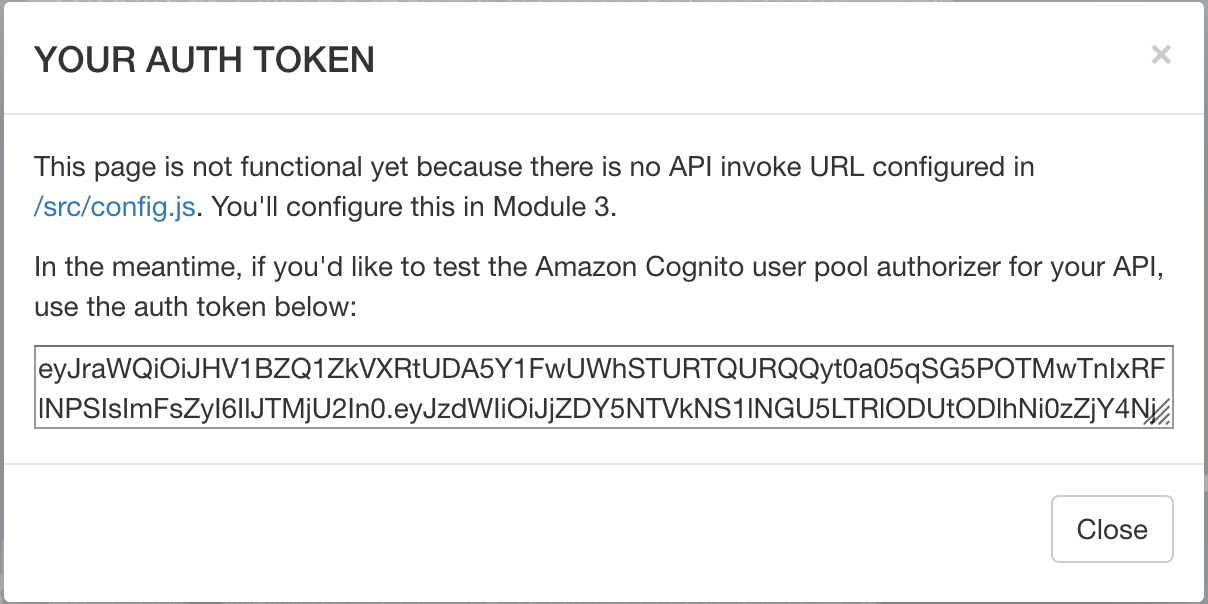 YOUR AUTH TOKEN
×
This page is not functional yet because there is no API invoke URL configured in
/src/config.js. You'll configure this in Module 3.
In the meantime, if you'd like to test the Amazon Cognito user pool authorizer for your API,
use the auth token below:
eyJraWQiOiJHV1BZQ1ZkVXRtUDA5Y1FwUWhSTURTQURQQyt0a05qSG5POTMwTnIxRF
lNPSIsImFsZyI6IlJTMjU2In0.eyJzdWIiOiJjZDY5NTVkNS1lNGU5LTRlODUtODlhNi0zZjY4Nj
Close